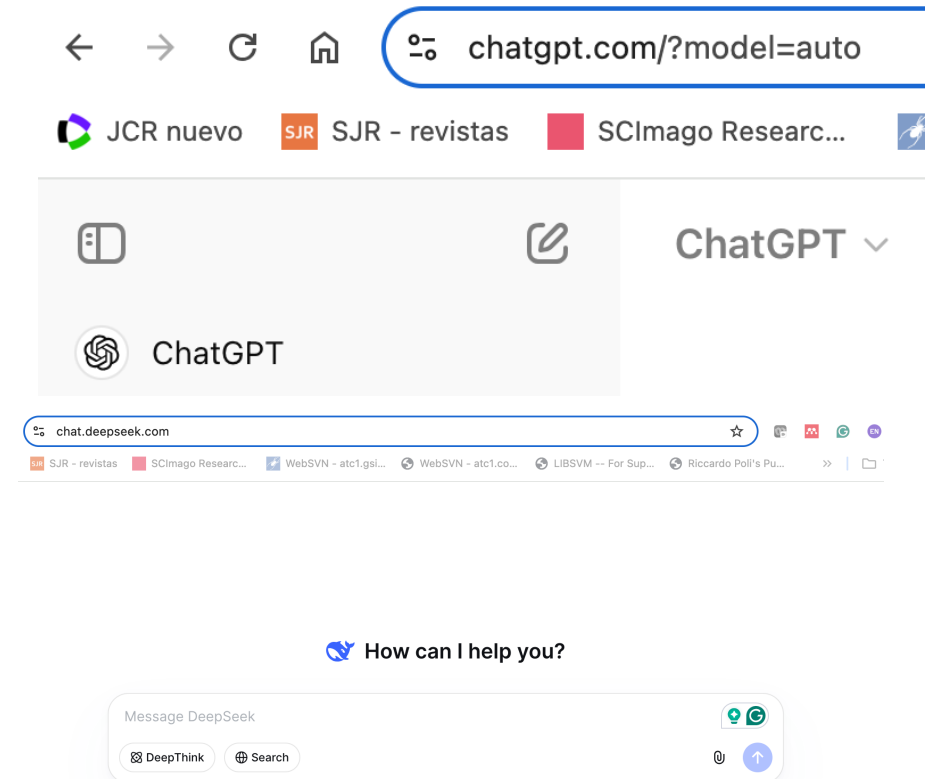 chatgpt.com/?model=auto
JCR nuevo SJR SJR - revistas SCImago Researc...
ChatGPT
ChatGPT
chat.deepseek.com EN
SJR SJR - revistas SCImago Researc... WebSVN - atc1.gsi... WebSVN - atc1.co... LIBSVM -- For Sup... Riccardo Poli's Pu... »
How can I help you?
Message DeepSeek
DeepThink Search